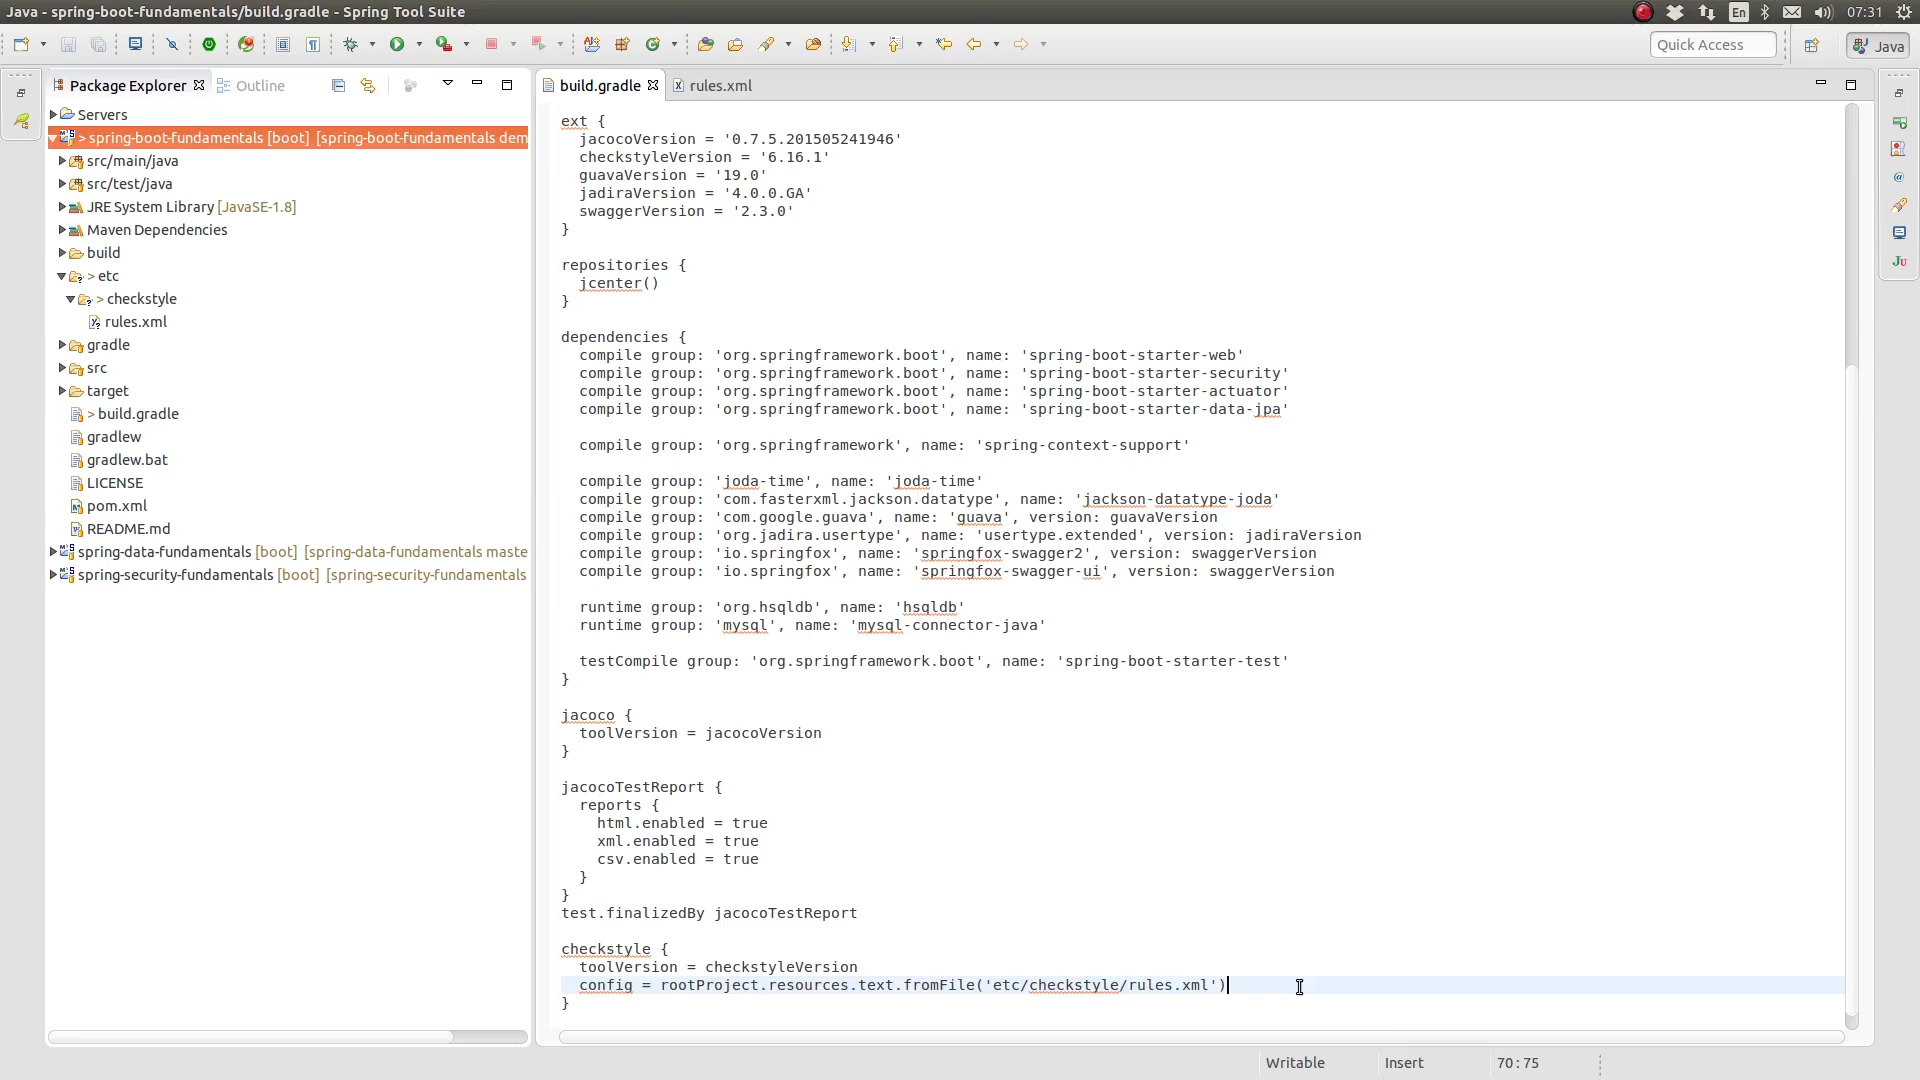 Java - spring-boot-fundamentals/build.gradle - Spring Tool Suite
En
07:31
Quick Access
Java
Package Explorer
Outline
build.gradle
rules.xml
Servers
> spring-boot-fundamentals [boot] [spring-boot-fundamentals dem
src/main/java
src/test/java
JRE System Library [JavaSE-1.8]
Maven Dependencies
build
> etc
> checkstyle
rules.xml
gradle
src
target
> build.gradle
gradlew
gradlew.bat
LICENSE
pom.xml
README.md
spring-data-fundamentals [boot] [spring-data-fundamentals maste
spring-security-fundamentals [boot] [spring-security-fundamentals
ext {
  jacocoVersion = '0.7.5.201505241946'
  checkstyleVersion = '6.16.1'
  guavaVersion = '19.0'
  jadiraVersion = '4.0.0.GA'
  swaggerVersion = '2.3.0'
}
repositories {
  jcenter()
}
dependencies {
  compile group: 'org.springframework.boot', name: 'spring-boot-starter-web'
  compile group: 'org.springframework.boot', name: 'spring-boot-starter-security'
  compile group: 'org.springframework.boot', name: 'spring-boot-starter-actuator'
  compile group: 'org.springframework.boot', name: 'spring-boot-starter-data-jpa'
  compile group: 'org.springframework', name: 'spring-context-support'
  compile group: 'joda-time', name: 'joda-time'
  compile group: 'com.fasterxml.jackson.datatype', name: 'jackson-datatype-joda'
  compile group: 'com.google.guava', name: 'guava', version: guavaVersion
  compile group: 'org.jadira.usertype', name: 'usertype.extended', version: jadiraVersion
  compile group: 'io.springfox', name: 'springfox-swagger2', version: swaggerVersion
  compile group: 'io.springfox', name: 'springfox-swagger-ui', version: swaggerVersion
  runtime group: 'org.hsqldb', name: 'hsqldb'
  runtime group: 'mysql', name: 'mysql-connector-java'
  testCompile group: 'org.springframework.boot', name: 'spring-boot-starter-test'
}
jacoco {
  toolVersion = jacocoVersion
}
jacocoTestReport {
  reports {
    html.enabled = true
    xml.enabled = true
    csv.enabled = true
  }
}
test.finalizedBy jacocoTestReport
checkstyle {
  toolVersion = checkstyleVersion
  config = rootProject.resources.text.fromFile('etc/checkstyle/rules.xml')
}
Writable
Insert
70 : 75